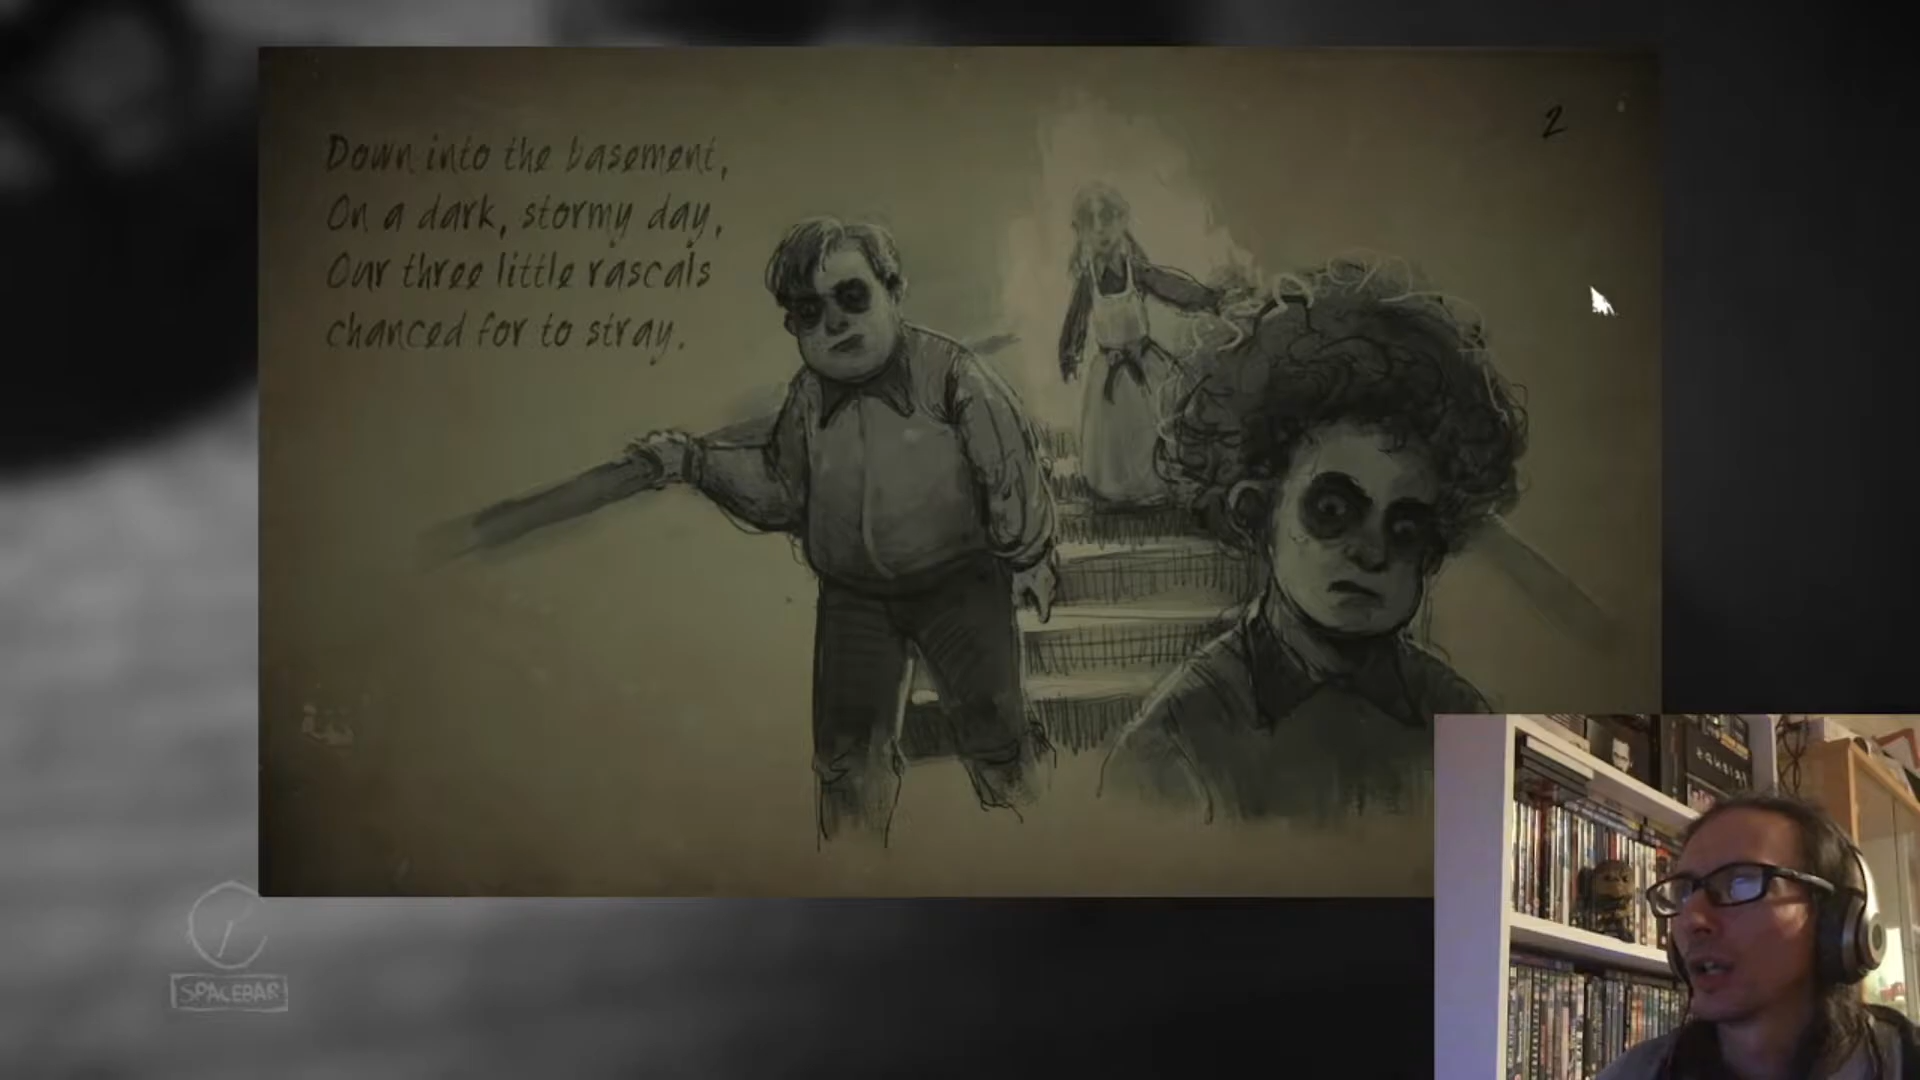 2
Down into the basement,
On a dark, stormy day,
Our three little rascals
chanced for to stray.
SPACEBAR